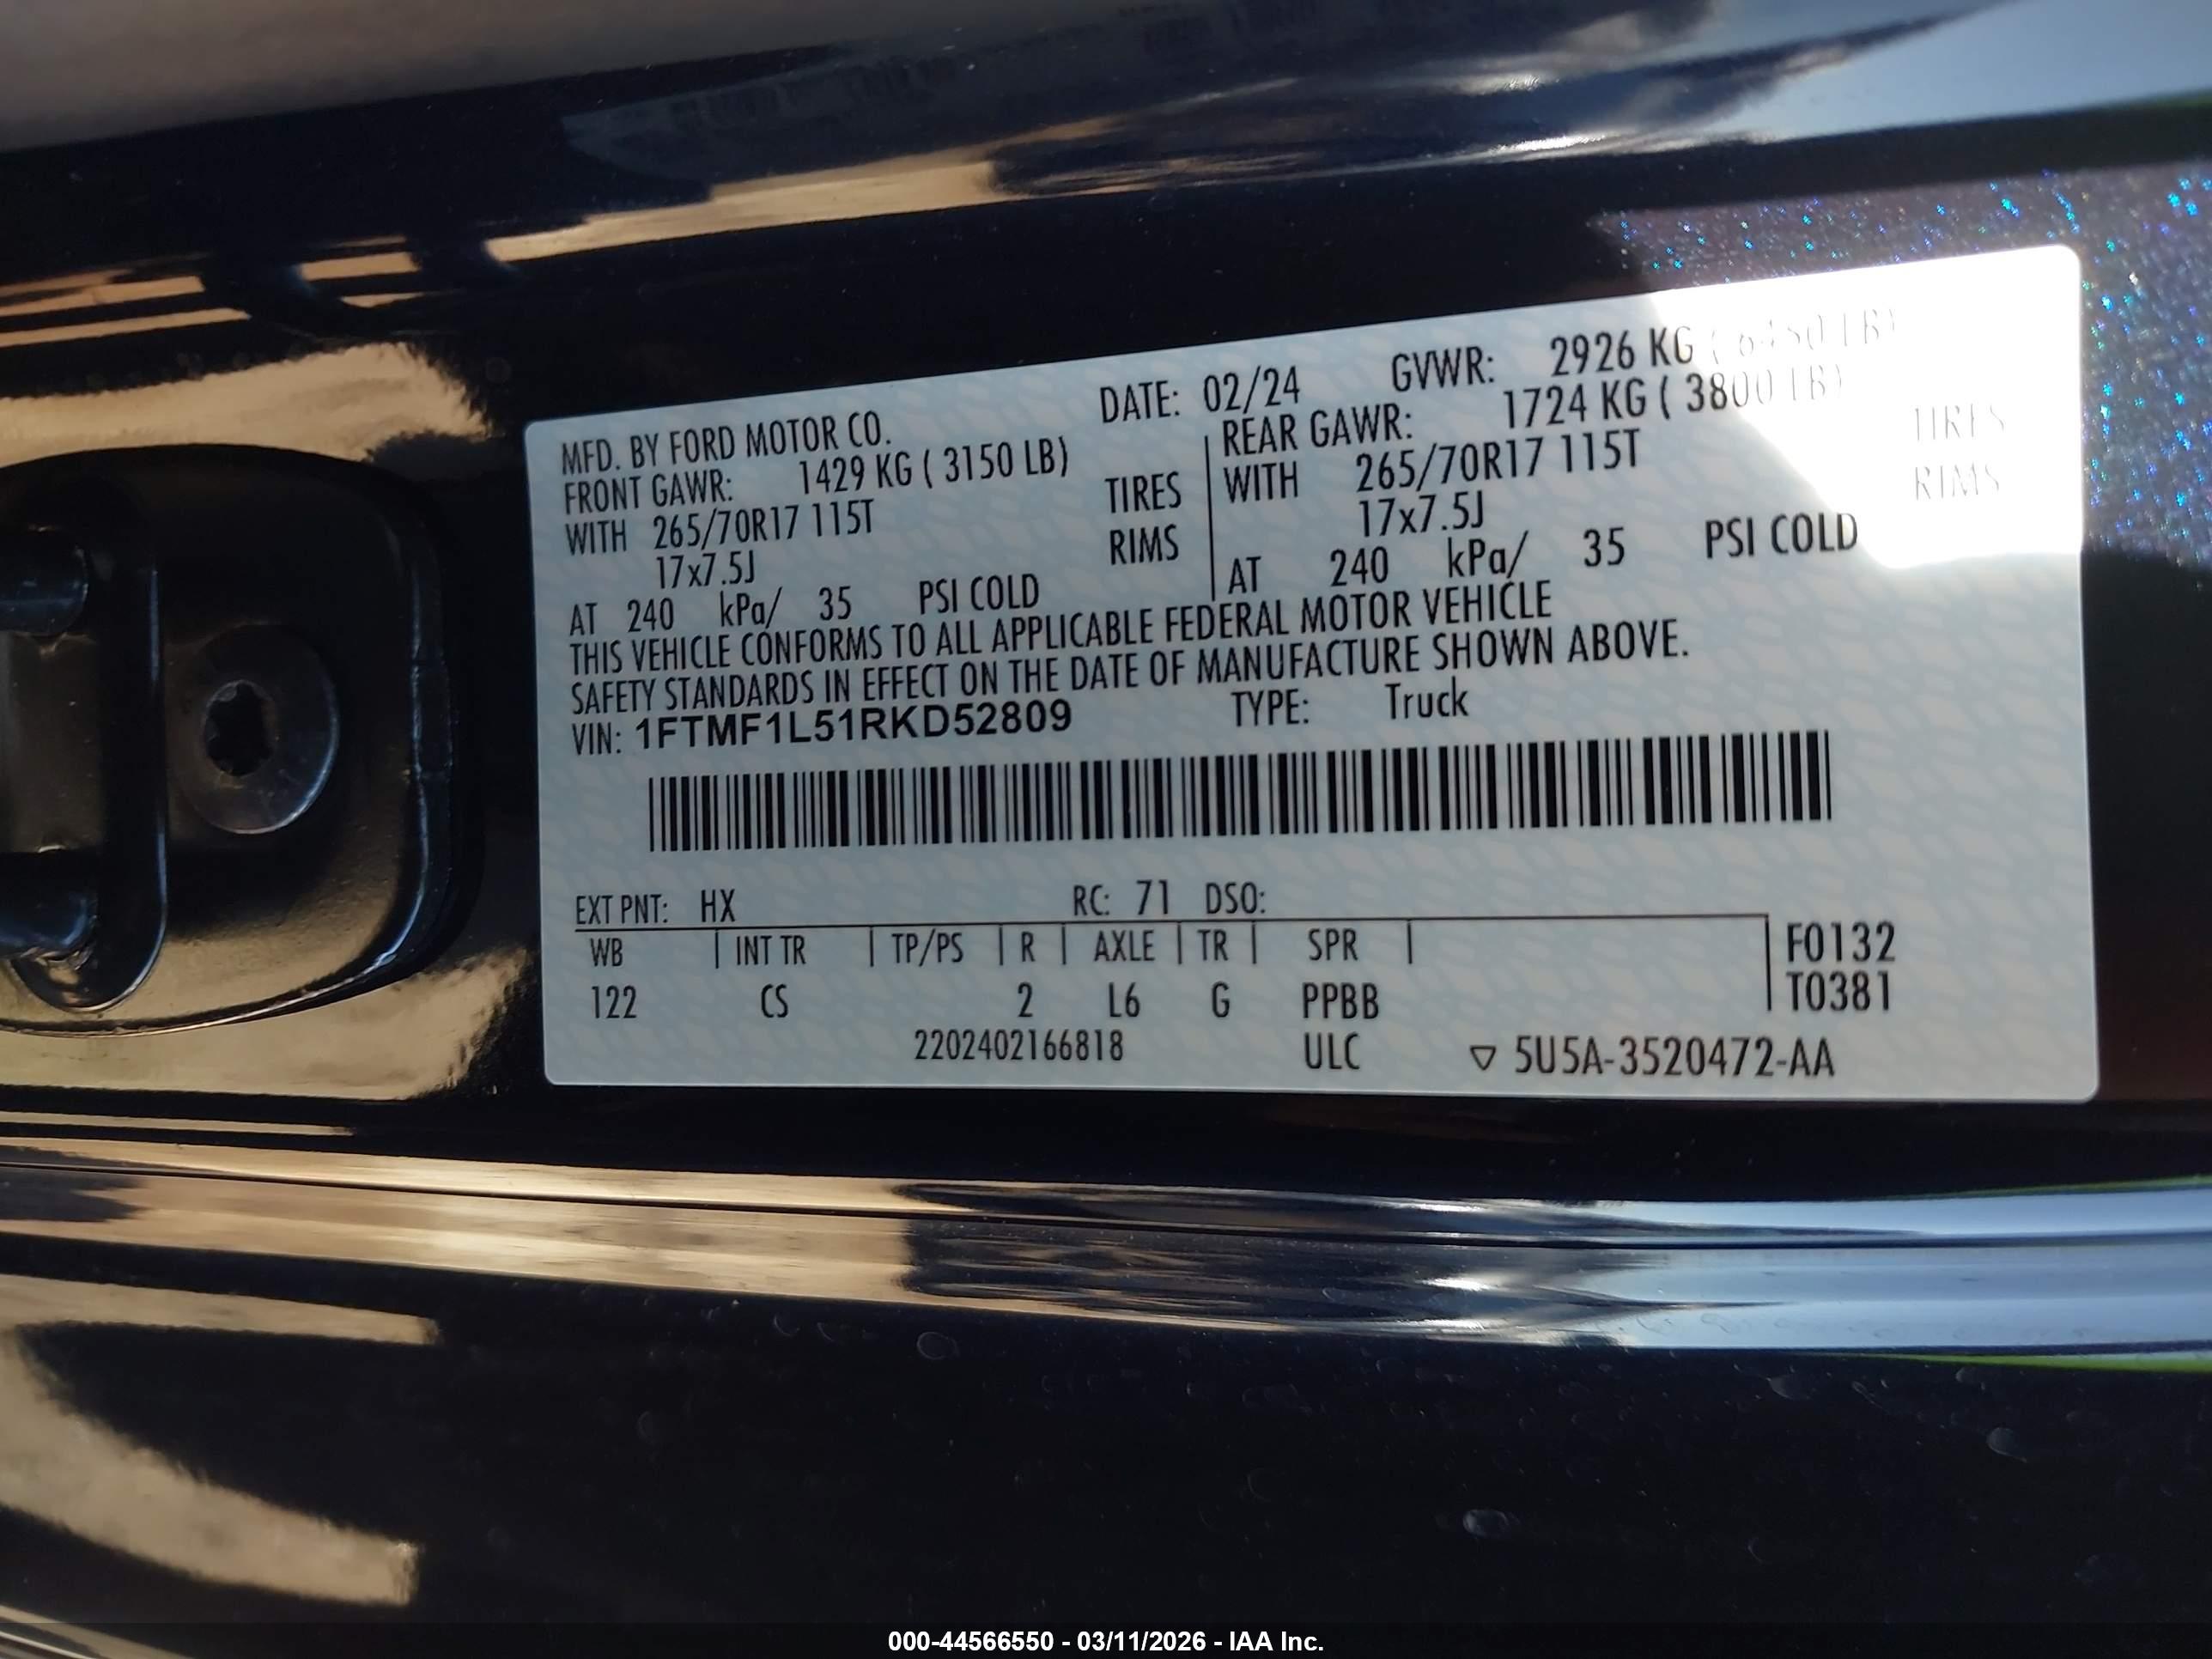 MFD. BY FORD MOTOR CO.
DATE: 02/24
GVWR: 2926 KG ( 6450 LB)
FRONT GAWR: 1429 KG ( 3150 LB)
REAR GAWR: 1724 KG ( 3800 LB)
WITH 265/70R17 115T TIRES
WITH 265/70R17 115T TIRES
17x7.5J RIMS
17x7.5J RIMS
AT 240 kPa/ 35 PSI COLD
AT 240 kPa/ 35 PSI COLD
THIS VEHICLE CONFORMS TO ALL APPLICABLE FEDERAL MOTOR VEHICLE
SAFETY STANDARDS IN EFFECT ON THE DATE OF MANUFACTURE SHOWN ABOVE.
VIN: 1FTMF1L51RKD52809 TYPE: Truck
EXT PNT: HX RC: 71 DSO:
WB | INT TR | TP/PS | R | AXLE | TR | SPR | F0132
122 CS 2 L6 G PPBB T0381
2202402166818 ULC ▽ 5U5A-3520472-AA
000-44566550 - 03/11/2026 - IAA Inc.